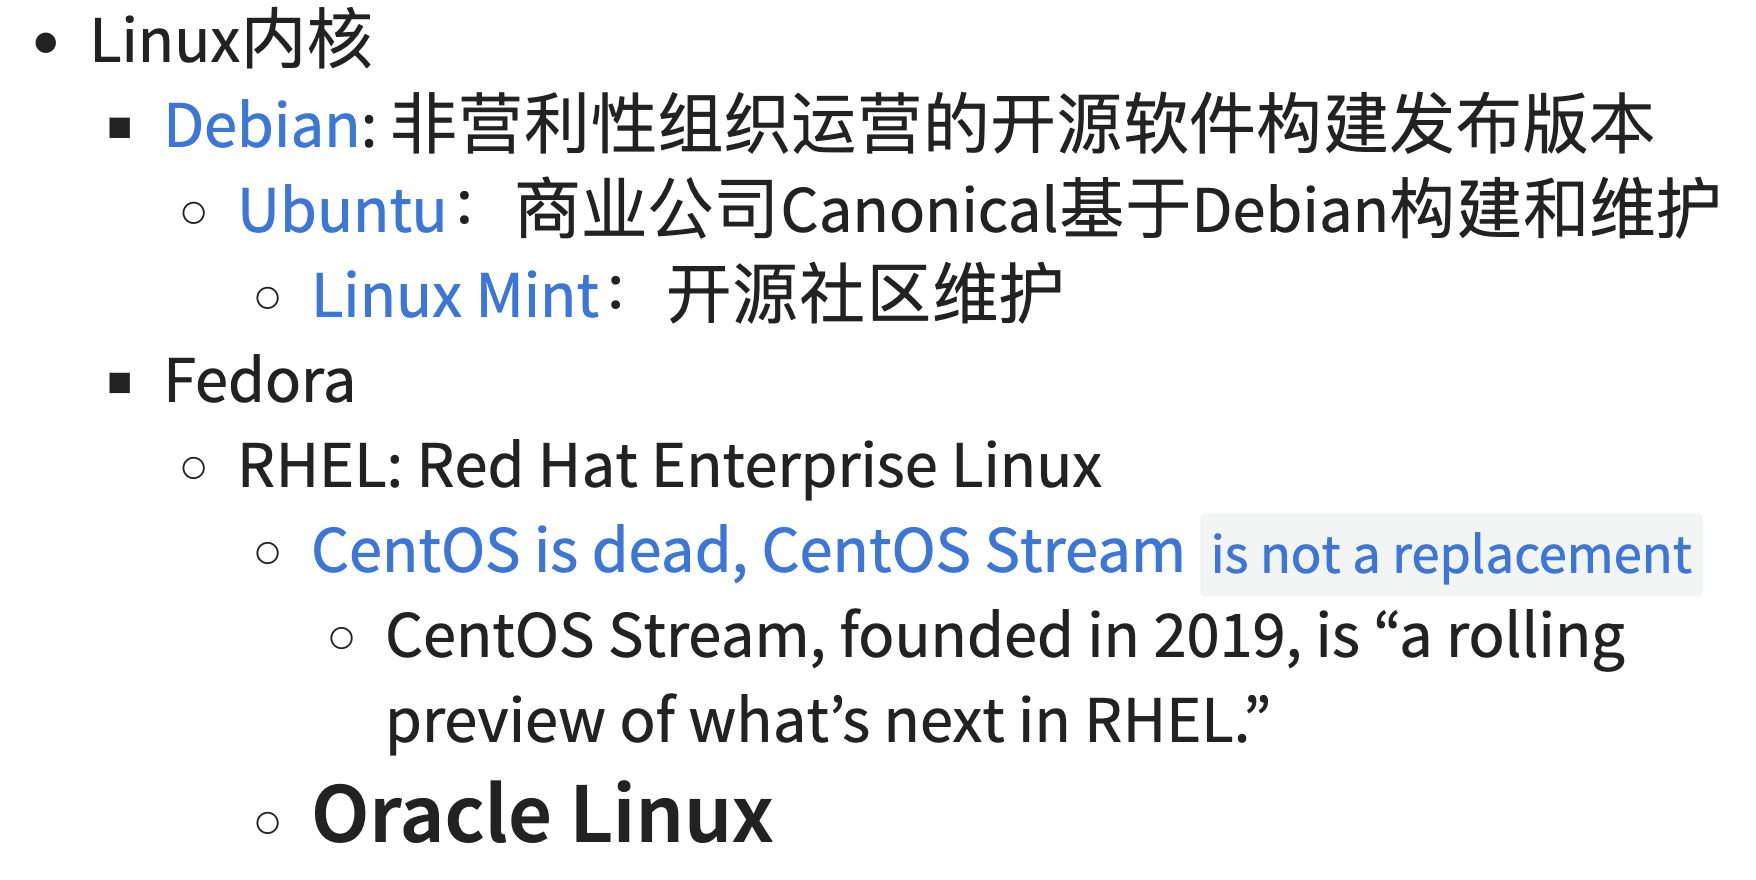 Linux内核
Debian: 非营利性组织运营的开源软件构建发布版本
Ubuntu： 商业公司Canonical基于Debian构建和维护
Linux Mint： 开源社区维护
Fedora
RHEL: Red Hat Enterprise Linux
CentOS is dead, CentOS Stream is not a replacement
CentOS Stream, founded in 2019, is “a rolling
preview of what’s next in RHEL.”
Oracle Linux